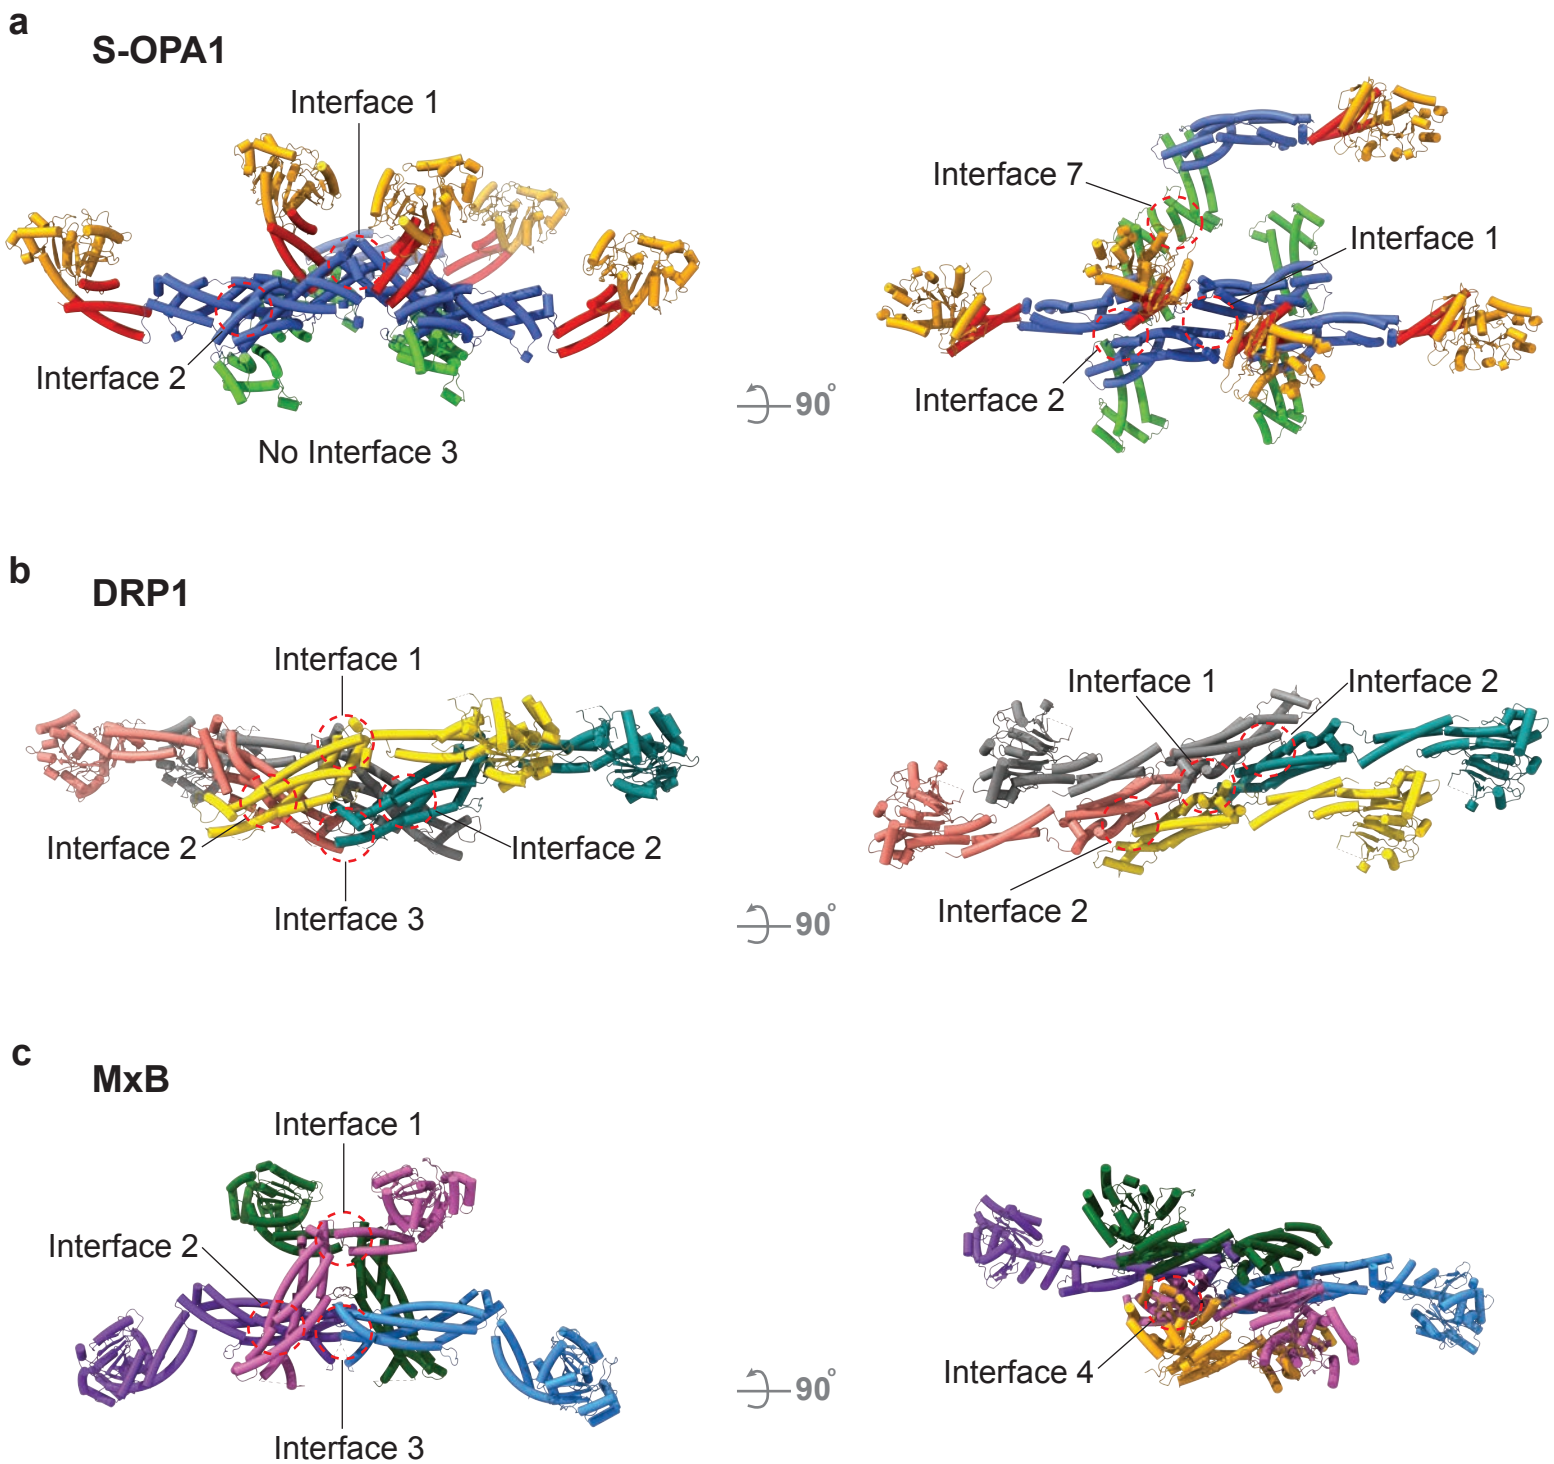 a
S-OPA1
Interface 1
Interface 2
No Interface 3
90°
Interface 7
Interface 1
Interface 2
b
DRP1
Interface 1
Interface 2
Interface 2
Interface 3
90°
Interface 1
Interface 2
Interface 2
c
MxB
Interface 1
Interface 2
Interface 3
90°
Interface 4